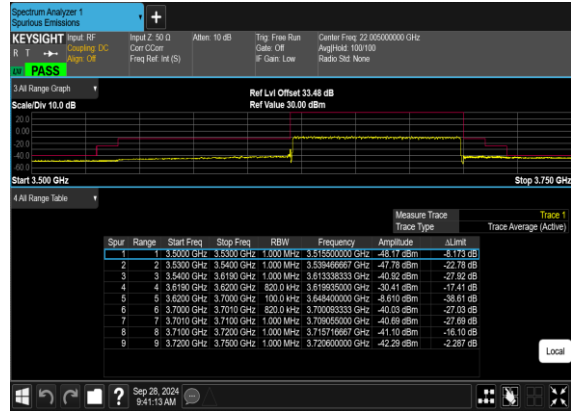 Spectrum Analyzer 1
Spurious Emissions
KEYSIGHT Input: RF Input Z: 50 Ω Atten: 10 dB Trig: Free Run Center Freq: 22.005000000 GHz
R T Coupling: DC Corr CCorr Gate: Off Avg|Hold: 100/100
Align: Off Freq Ref: Int (S) IF Gain: Low Radio Std: None
PASS
3 All Range Graph
Ref Lvl Offset 33.48 dB
Scale/Div 10.0 dB Ref Value 30.00 dBm
20.0
0.00
-20.0
-40.0
-60.0
Start 3.500 GHz Stop 3.750 GHz
4 All Range Table
Measure Trace Trace 1
Trace Type Trace Average (Active)
Spur Range Start Freq Stop Freq RBW Frequency Amplitude ΔLimit
1 1 3.5000 GHz 3.5300 GHz 1.000 MHz 3.515500000 GHz -48.17 dBm -8.173 dB
2 2 3.5300 GHz 3.5400 GHz 1.000 MHz 3.539466667 GHz -47.78 dBm -22.78 dB
3 3 3.5400 GHz 3.6190 GHz 1.000 MHz 3.613338333 GHz -40.92 dBm -27.92 dB
4 4 3.6190 GHz 3.6200 GHz 820.0 kHz 3.619935000 GHz -30.41 dBm -17.41 dB
5 5 3.6200 GHz 3.7000 GHz 100.0 kHz 3.648400000 GHz -8.610 dBm -38.61 dB
6 6 3.7000 GHz 3.7010 GHz 820.0 kHz 3.700093333 GHz -40.03 dBm -27.03 dB
7 7 3.7010 GHz 3.7100 GHz 1.000 MHz 3.709055000 GHz -40.69 dBm -27.69 dB
8 8 3.7100 GHz 3.7200 GHz 1.000 MHz 3.715716667 GHz -41.10 dBm -16.10 dB
9 9 3.7200 GHz 3.7500 GHz 1.000 MHz 3.720600000 GHz -42.29 dBm -2.287 dB
Local
? Sep 28, 2024
9:41:13 AM